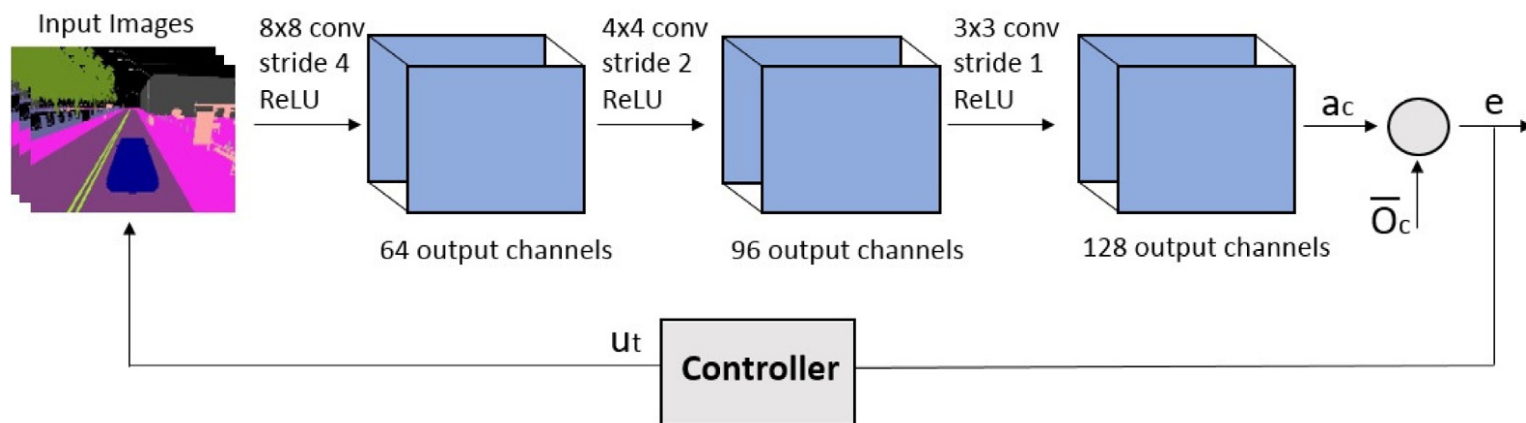 Input Images
8x8 conv
stride 4
ReLU
4x4 conv
stride 2
ReLU
3x3 conv
stride 1
ReLU
ac
e
O̅c
64 output channels
96 output channels
128 output channels
ut
Controller